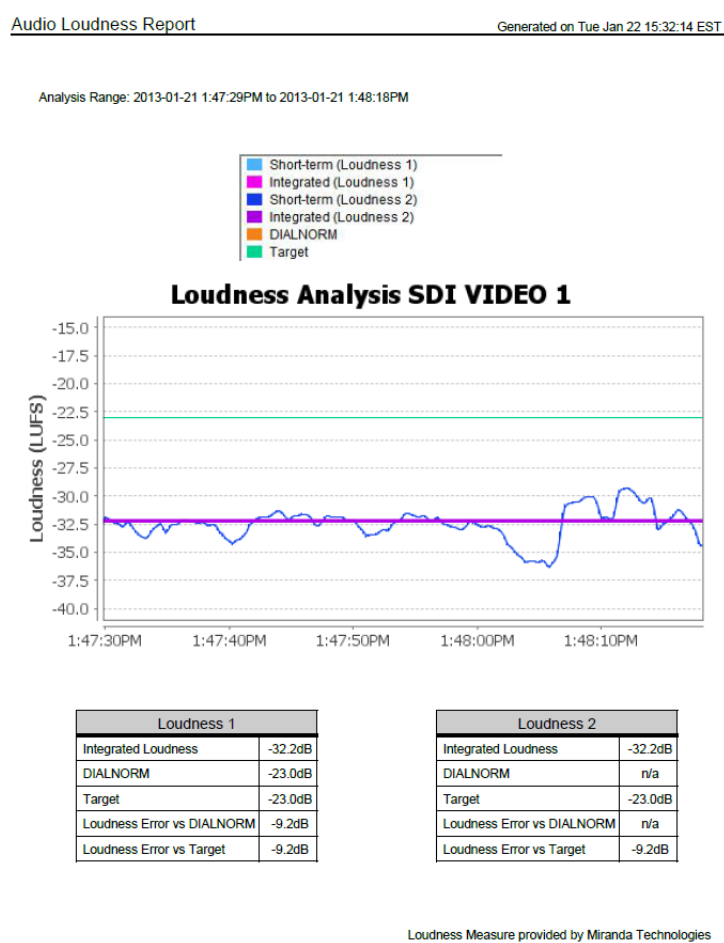 Audio Loudness Report
Generated on Tue Jan 22 15:32:14 EST
Analysis Range: 2013-01-21 1:47:29PM to 2013-01-21 1:48:18PM
Short-term (Loudness 1)
Integrated (Loudness 1)
Short-term (Loudness 2)
Integrated (Loudness 2)
DIALNORM
Target
Loudness Analysis SDI VIDEO 1
Loudness (LUFS)
-15.0
-17.5
-20.0
-22.5
-25.0
-27.5
-30.0
-32.5
-35.0
-37.5
-40.0
1:47:30PM 1:47:40PM 1:47:50PM 1:48:00PM 1:48:10PM
Loudness 1
Integrated Loudness -32.2dB
DIALNORM -23.0dB
Target -23.0dB
Loudness Error vs DIALNORM -9.2dB
Loudness Error vs Target -9.2dB
Loudness 2
Integrated Loudness -32.2dB
DIALNORM n/a
Target -23.0dB
Loudness Error vs DIALNORM n/a
Loudness Error vs Target -9.2dB
Loudness Measure provided by Miranda Technologies